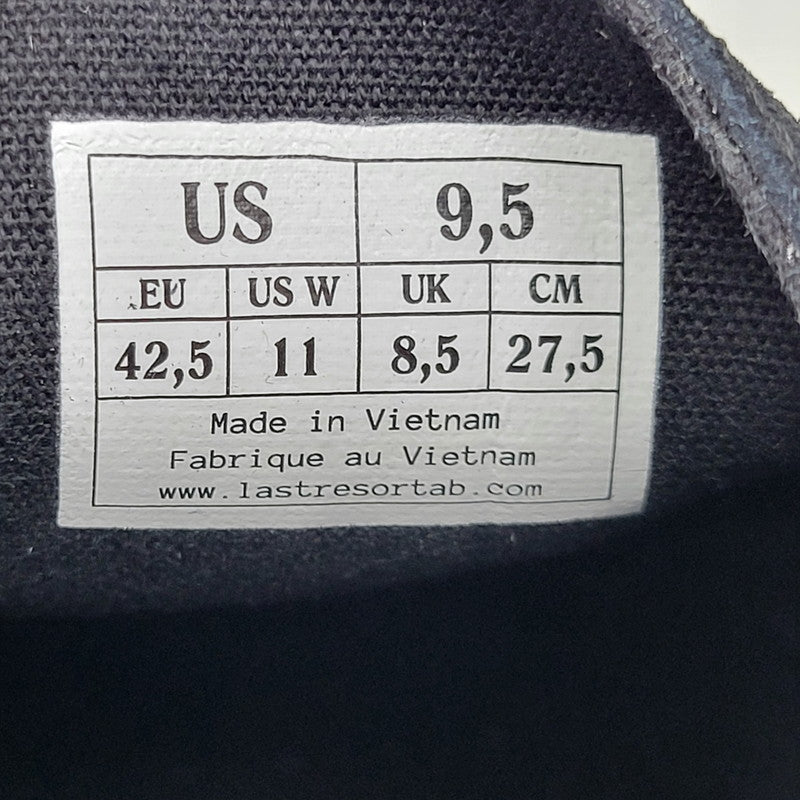 US 9,5
EU US W UK CM
42,5 11 8,5 27,5
Made in Vietnam
Fabrique au Vietnam
www.lastresortab.com